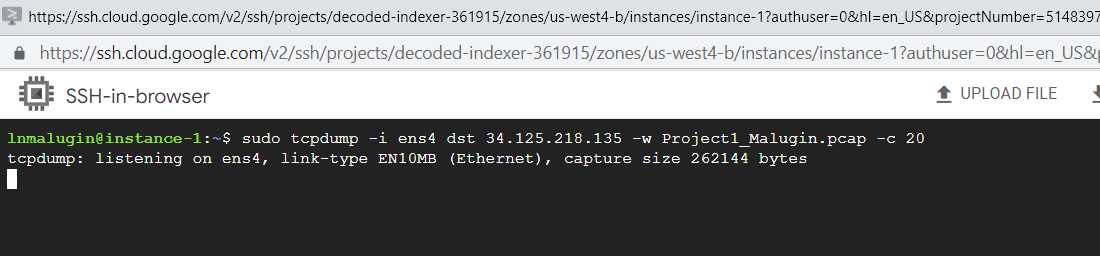 https://ssh.cloud.google.com/v2/ssh/projects/decoded-indexer-361915/zones/us-west4-b/instances/instance-1?authuser=0&hl=en_US&projectNumber=5148397
https://ssh.cloud.google.com/v2/ssh/projects/decoded-indexer-361915/zones/us-west4-b/instances/instance-1?authuser=0&hl=en_US&p
SSH-in-browser
UPLOAD FILE
lnmalugin@instance-1:~$ sudo tcpdump -i ens4 dst 34.125.218.135 -w Project1_Malugin.pcap -c 20
tcpdump: listening on ens4, link-type EN10MB (Ethernet), capture size 262144 bytes